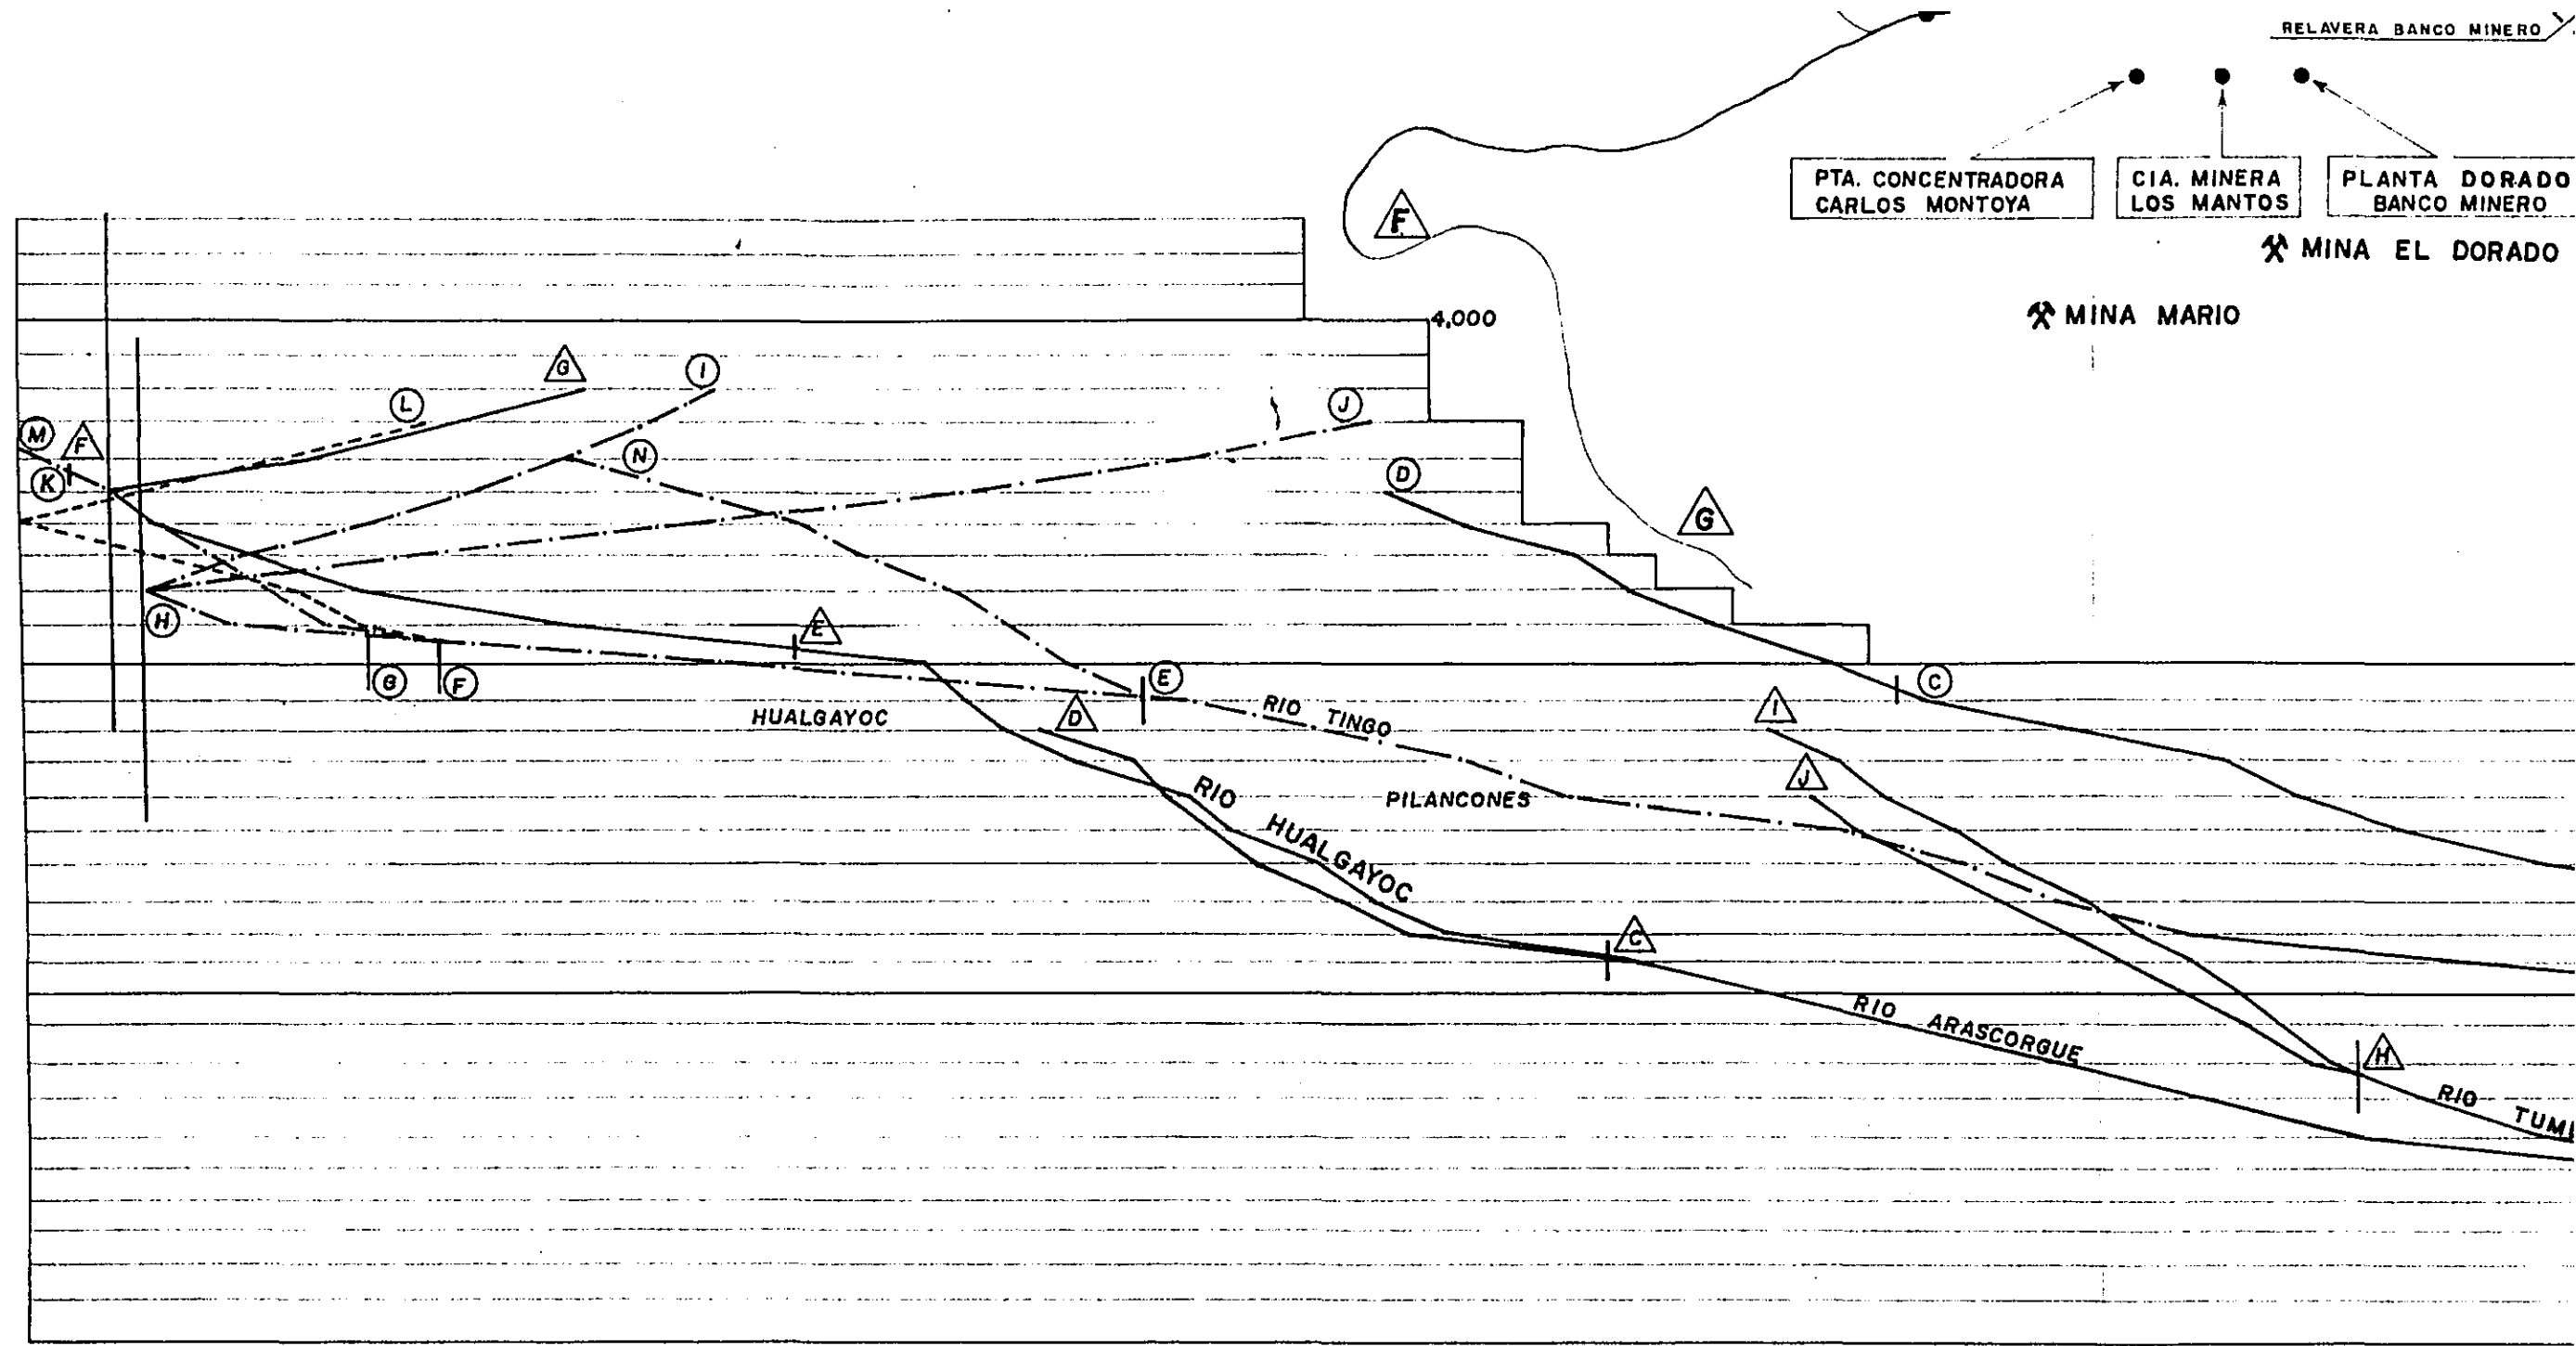 RELAVERA BANCO MINERO
PTA. CONCENTRADORA
CARLOS MONTOYA
CIA. MINERA
LOS MANTOS
PLANTA DORADO
BANCO MINERO
F
MINA EL DORADO
MINA MARIO
4,000
G
I
L
J
M
F
K
N
D
G
H
E
G
F
E
C
HUALGAYOC
D
RIO TINGO
I
J
PILANCONES
RIO HUALGAYOC
C
RIO ARASCORGUE
H
RIO TUMI